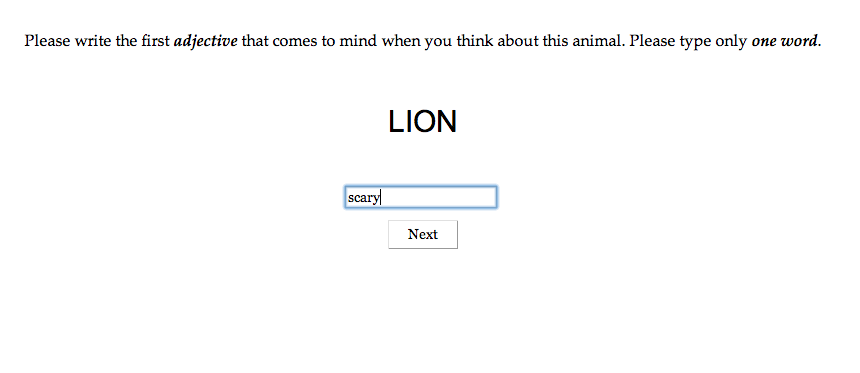 Please write the first adjective that comes to mind when you think about this animal. Please type only one word.
LION
scary
Next